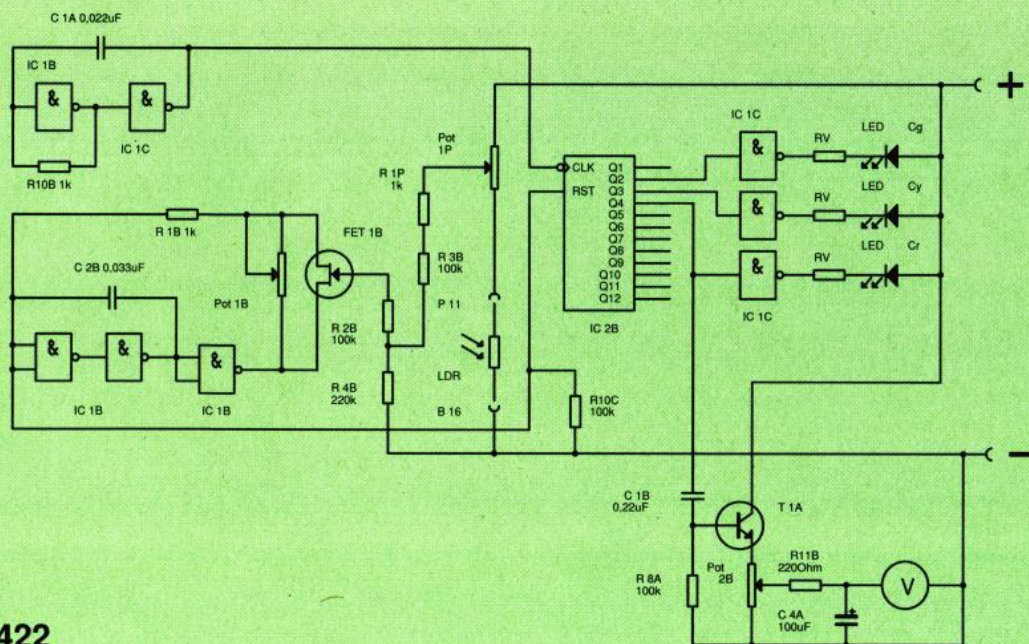 C 1A 0,022uF
IC 1B
&
&
IC 1C
R10B 1k
Pot
1P
R 1P
1k
+
IC 1C
&
RV
LED
Cg
CLK
RST
Q1
Q2
Q3
Q4
Q5
Q6
Q7
Q8
Q9
Q10
Q11
Q12
IC 2B
&
RV
LED
Cy
&
RV
LED
Cr
IC 1C
R 1B 1k
FET 1B
R 3B
100k
C 2B 0,033uF
Pot 1B
P 11
R 2B
100k
&
&
&
IC 1B
IC 1B
R 4B
220k
LDR
B 16
R10C
100k
–
C 1B
0,22uF
T 1A
R 8A
100k
Pot
2B
R11B
220Ohm
V
C 4A
100uF
+
422